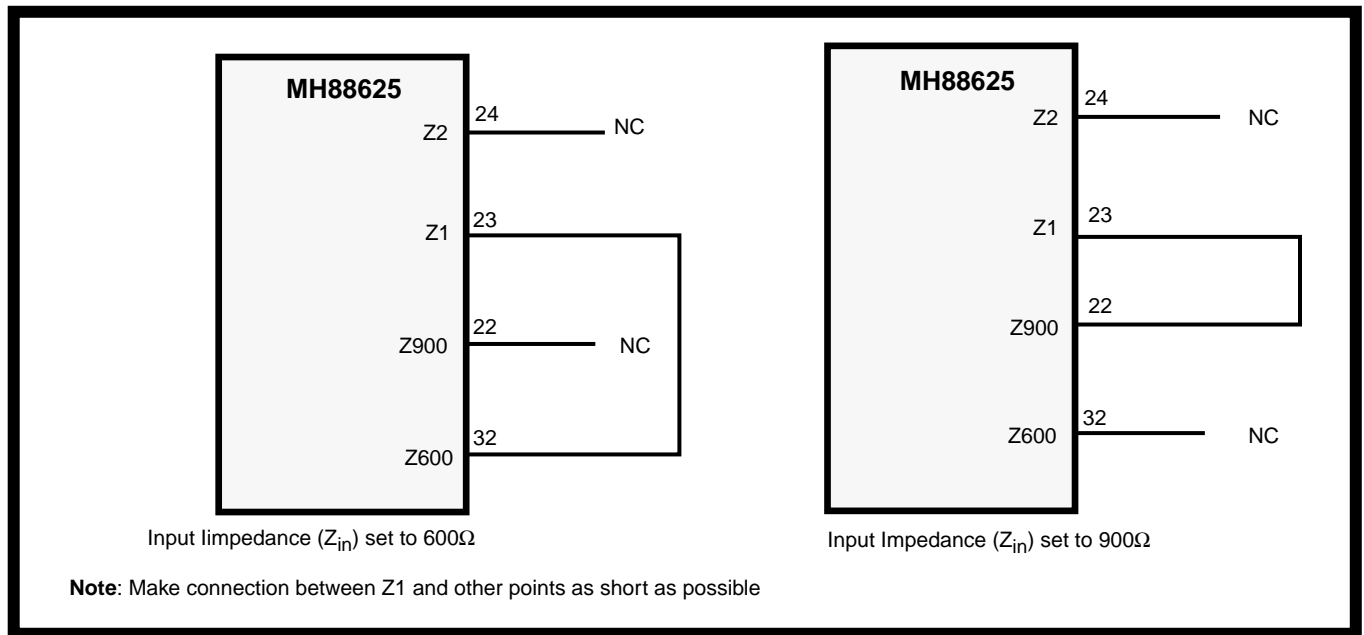 MH88625
Z2
24
NC
Z1
23
Z900
22
NC
Z600
32
Input Iimpedance (Zin) set to 600Ω
MH88625
Z2
24
NC
Z1
23
Z900
22
Z600
32
NC
Input Impedance (Zin) set to 900Ω
Note: Make connection between Z1 and other points as short as possible